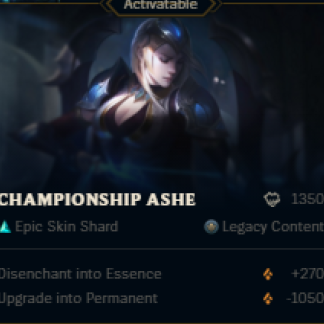 Activatable
CHAMPIONSHIP ASHE
1350
Epic Skin Shard
Legacy Content
Disenchant into Essence
+270
Upgrade into Permanent
-1050